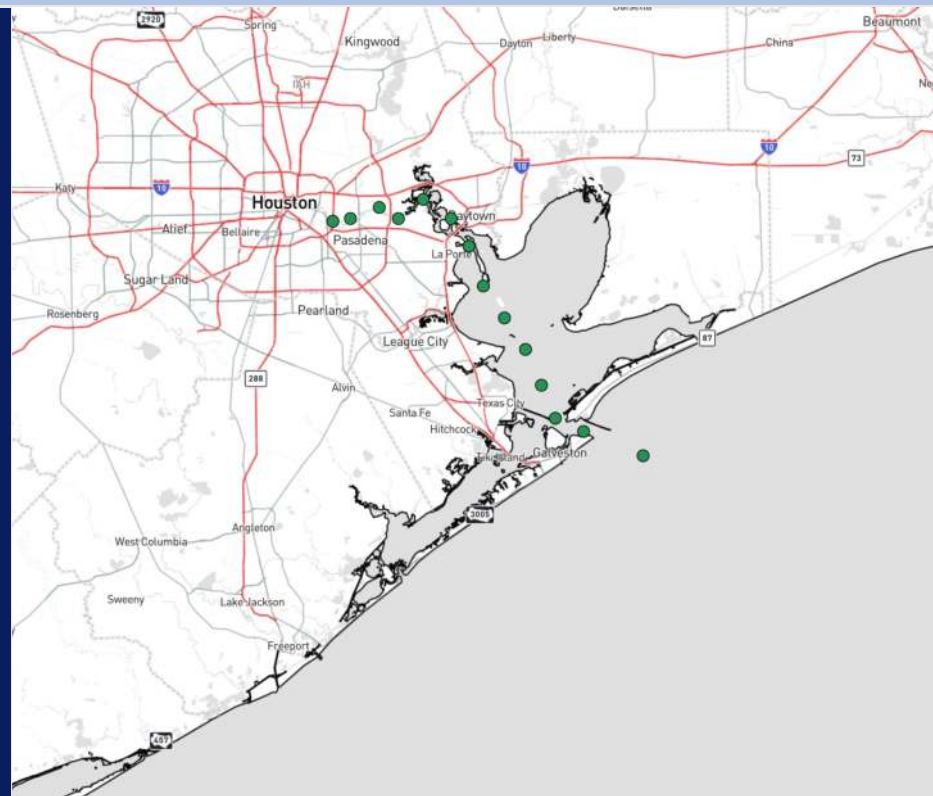 2920
Spring
Kingwood
Dayton
Liberty
China
Beaumont
IAH
10
10
73
Katy
10
Houston
Alief
Bellaire
Pasadena
Baytown
La Porte
Sugar Land
Rosenberg
Pearland
League City
87
288
Alvin
Santa Fe
Texas City
Hitchcock
Tiki Island
Galveston
3005
Angleton
West Columbia
Sweeny
Lake Jackson
Freeport
457